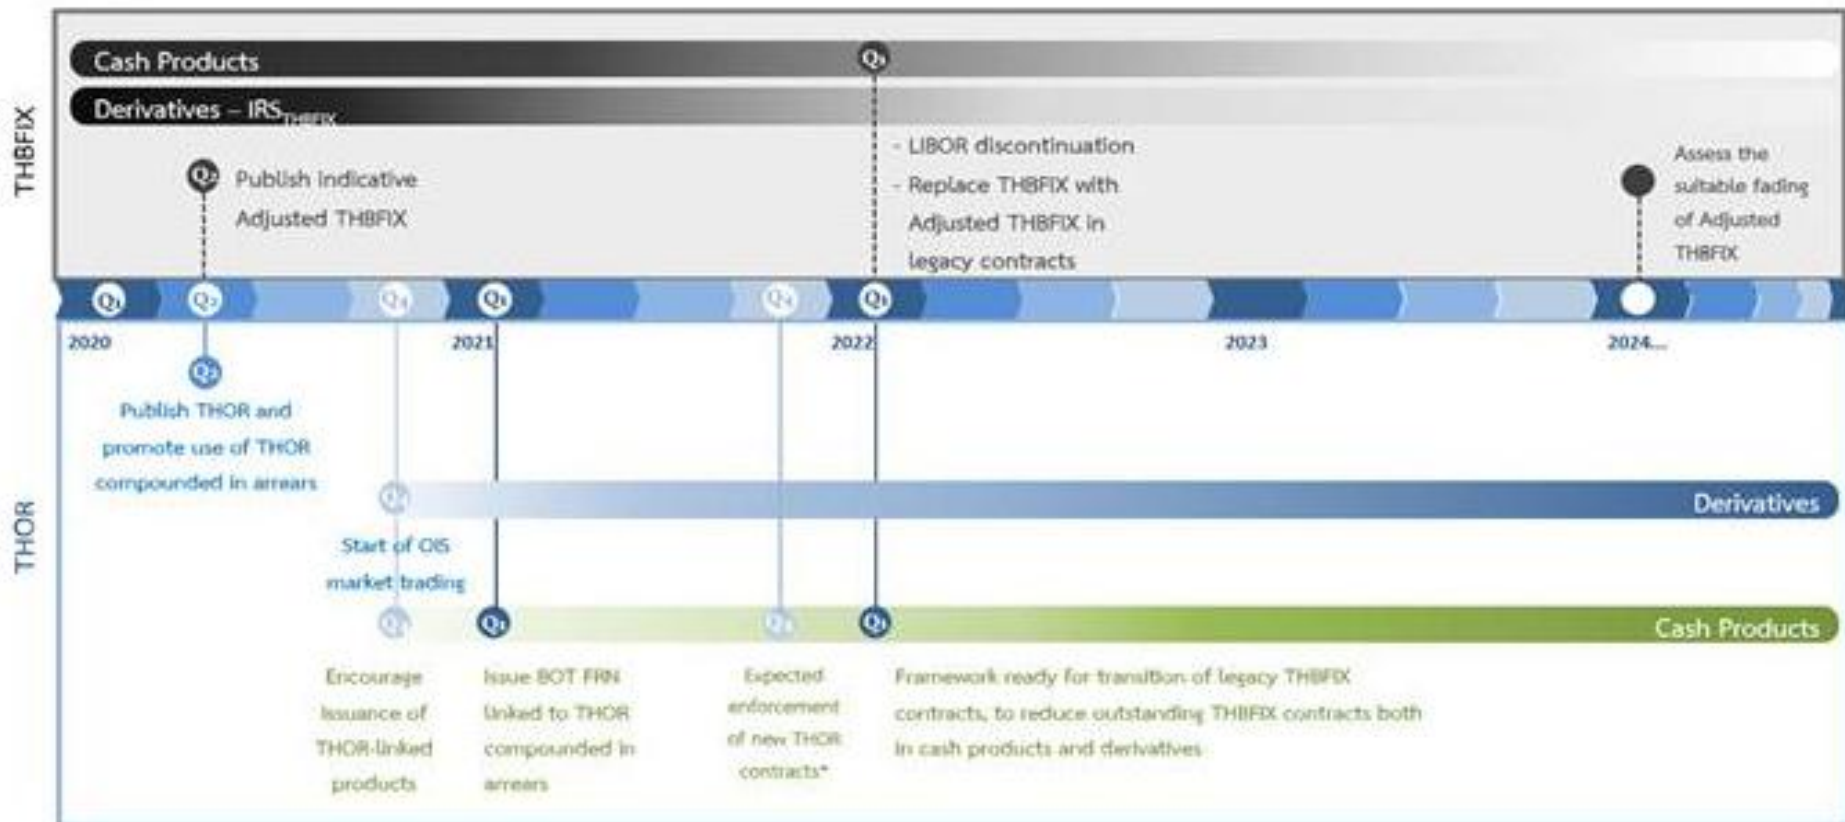 THBFIX
Cash Products
Q1
Derivatives – IRS THBFIX
Q2
Publish Indicative
Adjusted THBFIX
- LIBOR discontinuation
- Replace THBFIX with
Adjusted THBFIX in
legacy contracts
Assess the
suitable fading
of Adjusted
THBFIX
Q1 Q2 Q4 Q1 Q4 Q1
2020 2021 2022 2023 2024...
THOR
Q2
Publish THOR and
promote use of THOR
compounded in arrears
Derivatives
Start of OIS
market trading
Q1 Q4 Q1
Cash Products
Encourage
Issuance of
THOR-linked
products
Issue BOT FRN
linked to THOR
compounded in
arrears
Expected
enforcement
of new THOR
contracts*
Framework ready for transition of legacy THBFIX
contracts, to reduce outstanding THBFIX contracts both
in cash products and derivatives